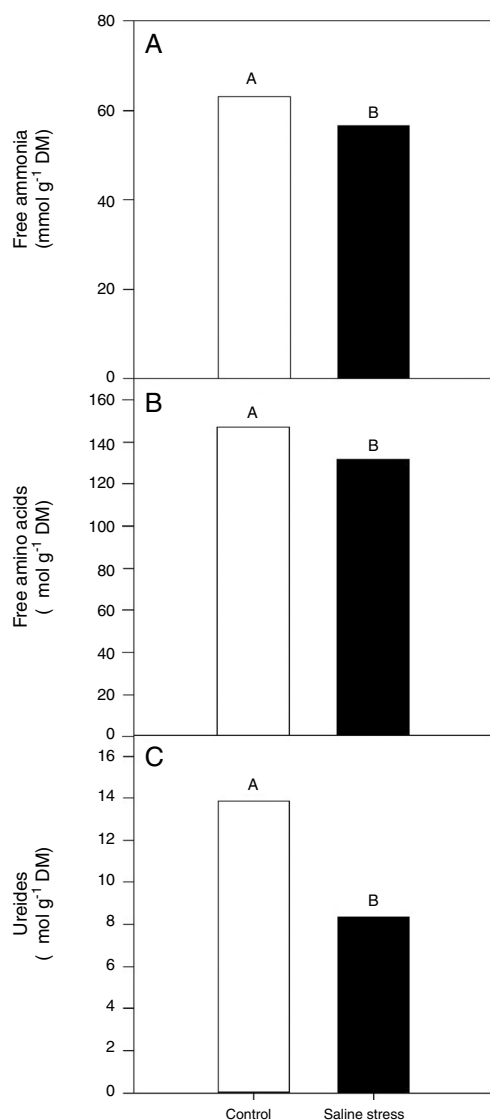 80
A
A
B
60
40
20
0
Free ammonia
(mmol g-1 DM)
160
B
A
B
140
120
100
80
60
40
20
0
Free amino acids
( mol g-1 DM)
16
C
A
14
12
10
B
8
6
4
2
0
Ureides
( mol g-1 DM)
Control Saline stress